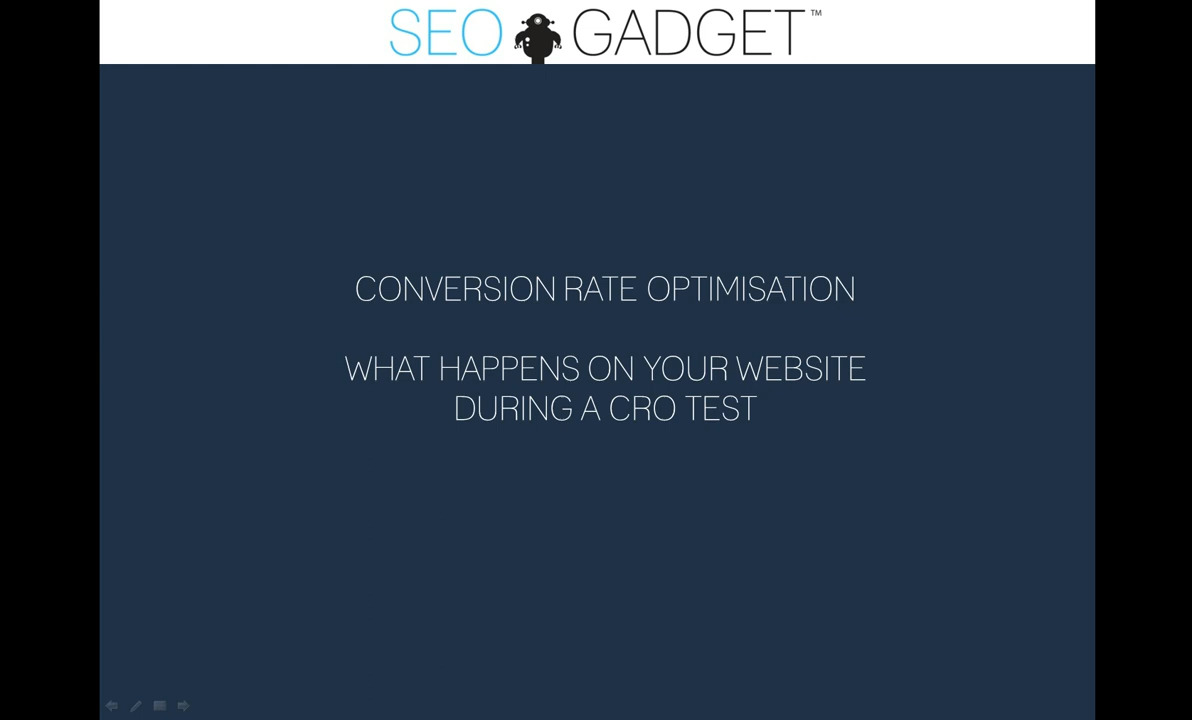 SEO GADGET™
CONVERSION RATE OPTIMISATION
WHAT HAPPENS ON YOUR WEBSITE
DURING A CRO TEST